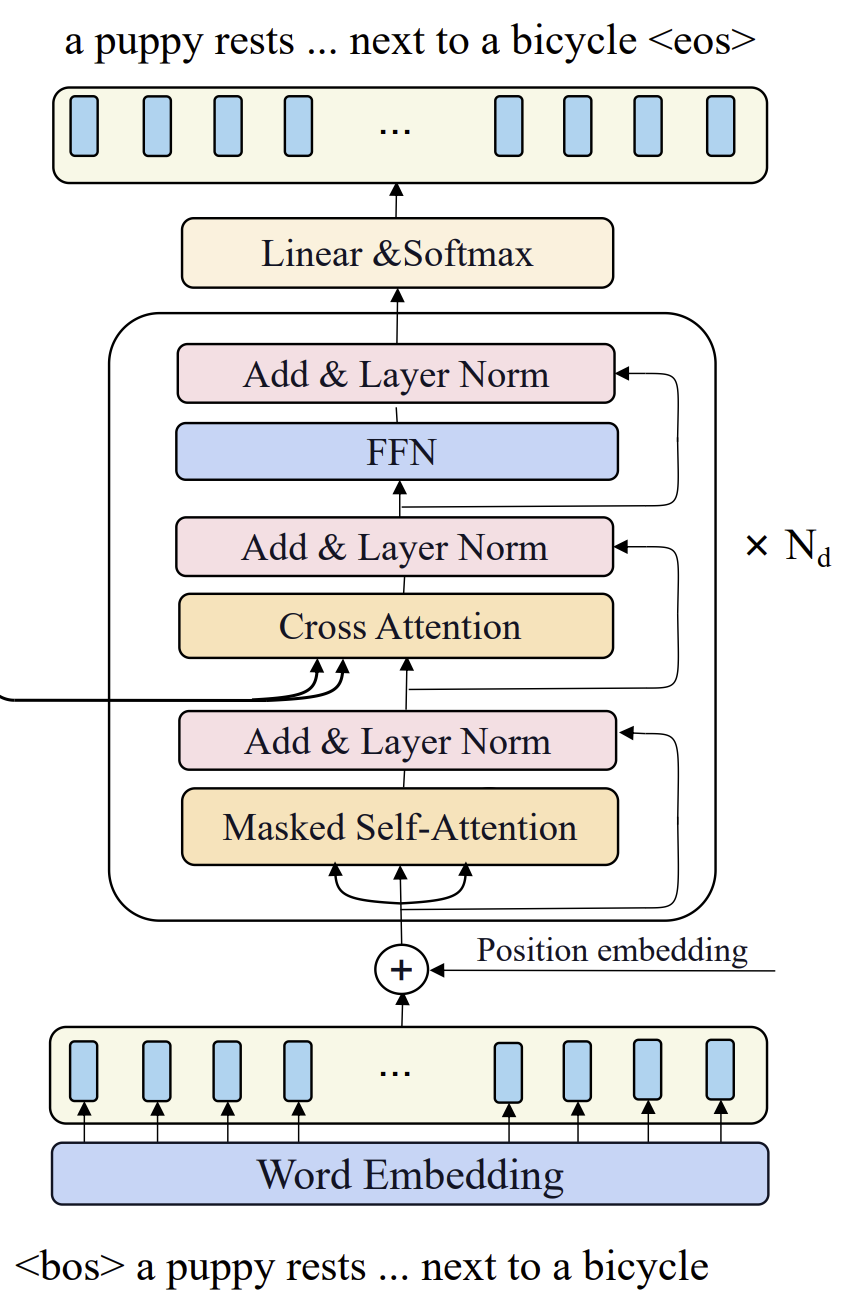 a puppy rests ... next to a bicycle <eos>
...
Linear &Softmax
Add & Layer Norm
FFN
Add & Layer Norm
× Nd
Cross Attention
Add & Layer Norm
Masked Self-Attention
Position embedding
+
...
Word Embedding
<bos> a puppy rests ... next to a bicycle